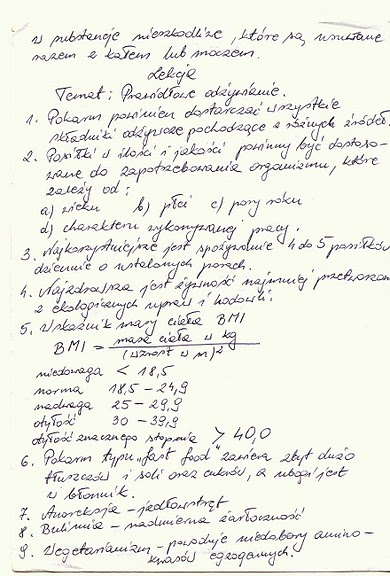 w substancje nieszkodliwe, które są usuwane
razem z kałem lub moczem.
Lekcja
Temat: Prawidłowe odżywianie.
1. Pokarm powinien dostarczać wszystkie
składniki odżywcze pochodzące z różnych źródeł.
2. Posiłki w ilości i jakości powinny być dostoso-
wane do zapotrzebowania organizmu, które
zależy od:
a) wieku b) płci c) pory roku
d) charakteru wykonywanej pracy.
3. Najkorzystniejsze jest spożywanie 4 do 5 posiłków
dziennie o ustalonych porach.
4. Najzdrowsza jest żywność najmniej przetworzona
z ekologicznych upraw i hodowli.
5. Wskaźnik masy ciała BMI
BMI = masa ciała w kg
(wzrost w m)²
niedowaga < 18,5
norma 18,5 – 24,9
nadwaga 25 – 29,9
otyłość 30 – 39,9
otyłość znacznego stopnia > 40,0
6. Pokarm typu „fast food" zawiera zbyt dużo
tłuszczów i soli oraz cukrów, a ubogi jest
w błonnik.
7. Anoreksja – jadłowstręt
8. Bulimia – nadmierna żarłoczność
9. Wegetarianizm – powoduje niedobory amino-
kwasów egzogennych.